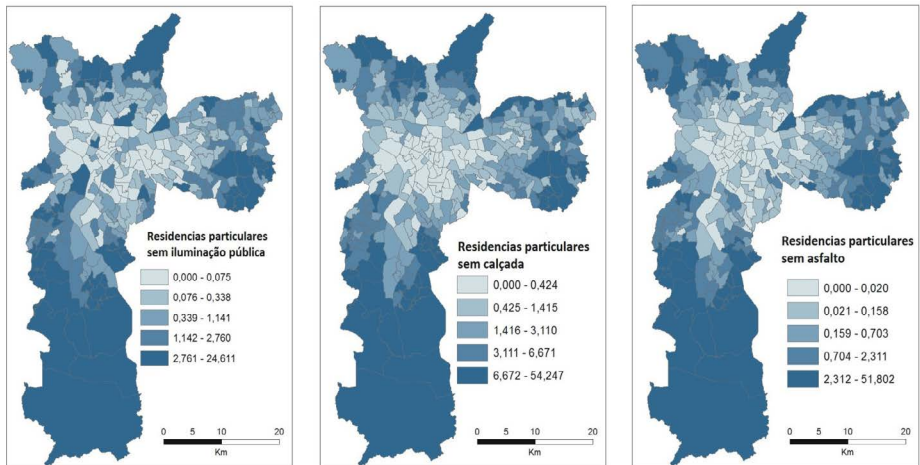 Residencias particulares
sem iluminação pública
0,000 - 0,075
0,076 - 0,338
0,339 - 1,141
1,142 - 2,760
2,761 - 24,611
0 5 10 20
Km
Residencias particulares
sem calçada
0,000 - 0,424
0,425 - 1,415
1,416 - 3,110
3,111 - 6,671
6,672 - 54,247
0 5 10 20
Km
Residencias particulares
sem asfalto
0,000 - 0,020
0,021 - 0,158
0,159 - 0,703
0,704 - 2,311
2,312 - 51,802
0 5 10 20
Km